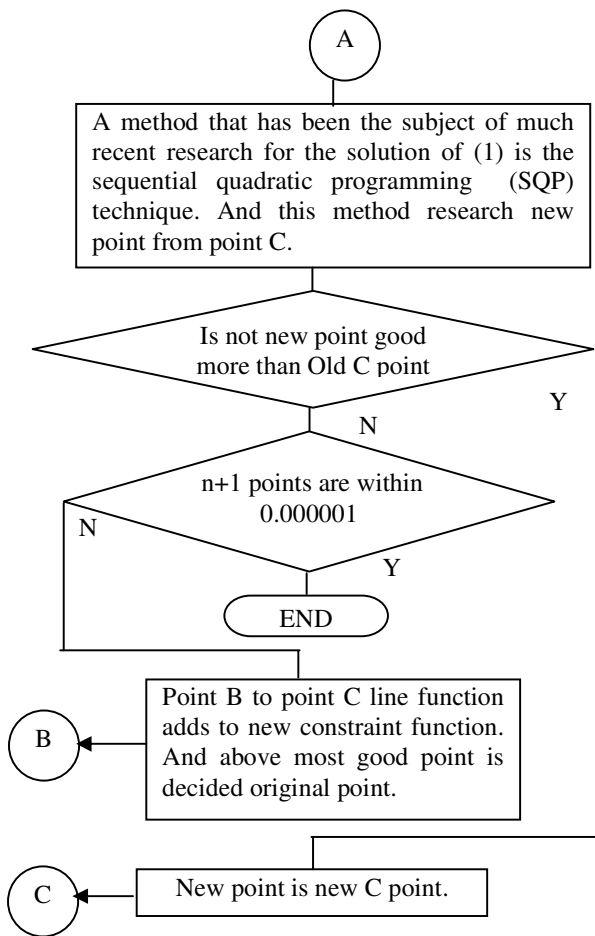 A
A method that has been the subject of much
recent research for the solution of (1) is the
sequential quadratic programming (SQP)
technique. And this method research new
point from point C.
Is not new point good
more than Old C point
Y
N
n+1 points are within
0.000001
N
Y
END
Point B to point C line function
adds to new constraint function.
And above most good point is
decided original point.
B
New point is new C point.
C